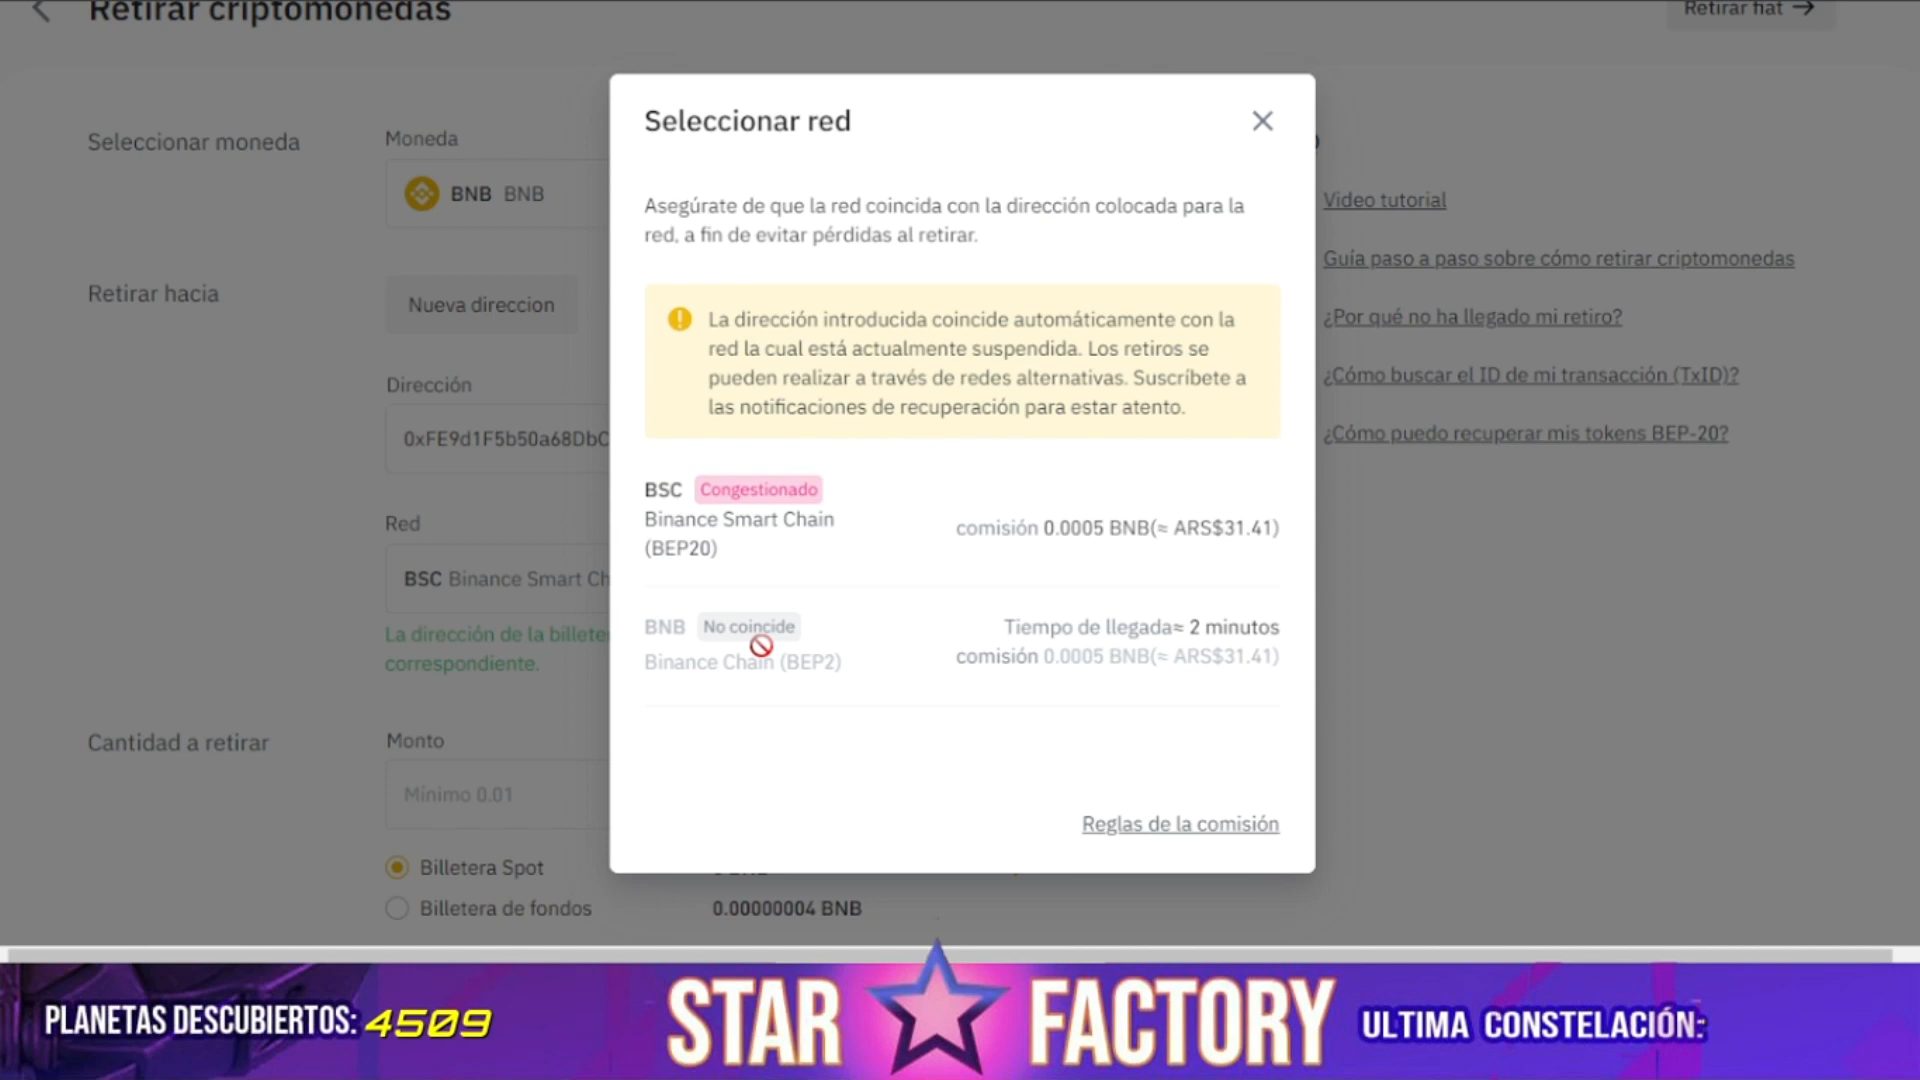 Retirar criptomonedas
Retirar fiat
Seleccionar moneda
Moneda
BNB BNB
Retirar hacia
Nueva direccion
Dirección
0xFE9d1F5b50a68Db
Red
BSC Binance Smart Ch
La dirección de la billete
correspondiente.
Cantidad a retirar
Monto
Mínimo 0.01
Billetera Spot
Billetera de fondos
0.00000004 BNB
Seleccionar red
Asegúrate de que la red coincida con la dirección colocada para la
red, a fin de evitar pérdidas al retirar.
La dirección introducida coincide automáticamente con la
red la cual está actualmente suspendida. Los retiros se
pueden realizar a través de redes alternativas. Suscríbete a
las notificaciones de recuperación para estar atento.
BSC Congestionado
Binance Smart Chain
(BEP20)
comisión 0.0005 BNB(≈ ARS$31.41)
BNB No coincide
Binance Chain (BEP2)
Tiempo de llegada≈ 2 minutos
comisión 0.0005 BNB(≈ ARS$31.41)
Reglas de la comisión
Video tutorial
Guía paso a paso sobre cómo retirar criptomonedas
¿Por qué no ha llegado mi retiro?
¿Cómo buscar el ID de mi transacción (TxID)?
¿Cómo puedo recuperar mis tokens BEP-20?
PLANETAS DESCUBIERTOS: 4509
STAR FACTORY
ULTIMA CONSTELACIÓN: